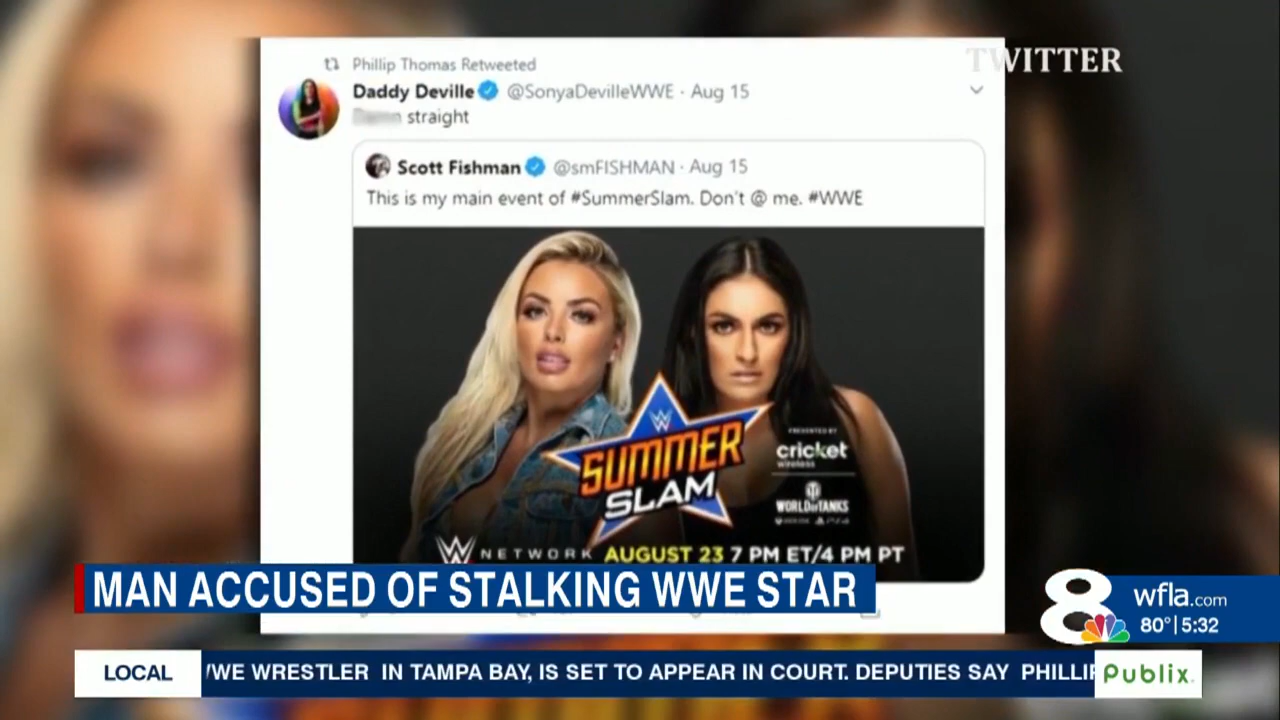 TWITTER
Phillip Thomas Retweeted
Daddy Deville @SonyaDevilleWWE · Aug 15
straight
Scott Fishman @smFISHMAN · Aug 15
This is my main event of #SummerSlam. Don't @ me. #WWE
SUMMER
SLAM
PRESENTED BY
cricket
wireless
WORLD OF TANKS
PS4
W NETWORK AUGUST 23 7 PM ET/4 PM PT
MAN ACCUSED OF STALKING WWE STAR
8 wfla.com
80° | 5:32
LOCAL
WWE WRESTLER IN TAMPA BAY, IS SET TO APPEAR IN COURT. DEPUTIES SAY PHILLIP
Publix